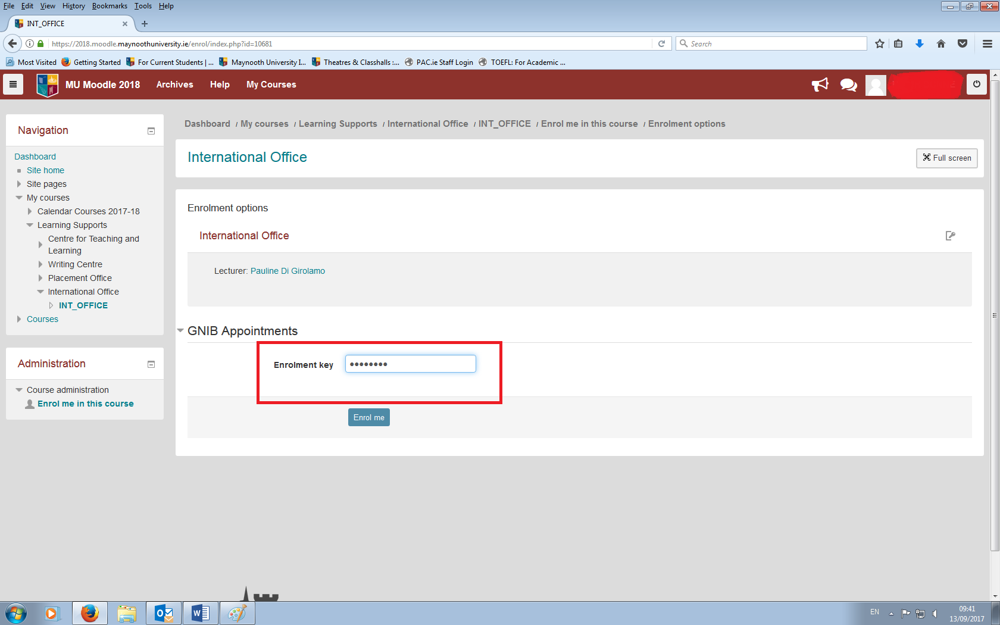 File Edit View History Bookmarks Tools Help
INT_OFFICE
https://2018.moodle.maynoothuniversity.ie/enrol/index.php?id=10681
Search
Most Visited Getting Started For Current Students | ... Maynooth University I... Theatres & Classhalls :... PAC.ie Staff Login TOEFL: For Academic ...
MU Moodle 2018 Archives Help My Courses
Navigation
Dashboard
Site home
Site pages
My courses
Calendar Courses 2017-18
Learning Supports
Centre for Teaching and
Learning
Writing Centre
Placement Office
International Office
INT_OFFICE
Courses
Administration
Course administration
Enrol me in this course
Dashboard / My courses / Learning Supports / International Office / INT_OFFICE / Enrol me in this course / Enrolment options
International Office
Full screen
Enrolment options
International Office
Lecturer: Pauline Di Girolamo
GNIB Appointments
Enrolment key ••••••••
Enrol me
EN
09:41
13/09/2017